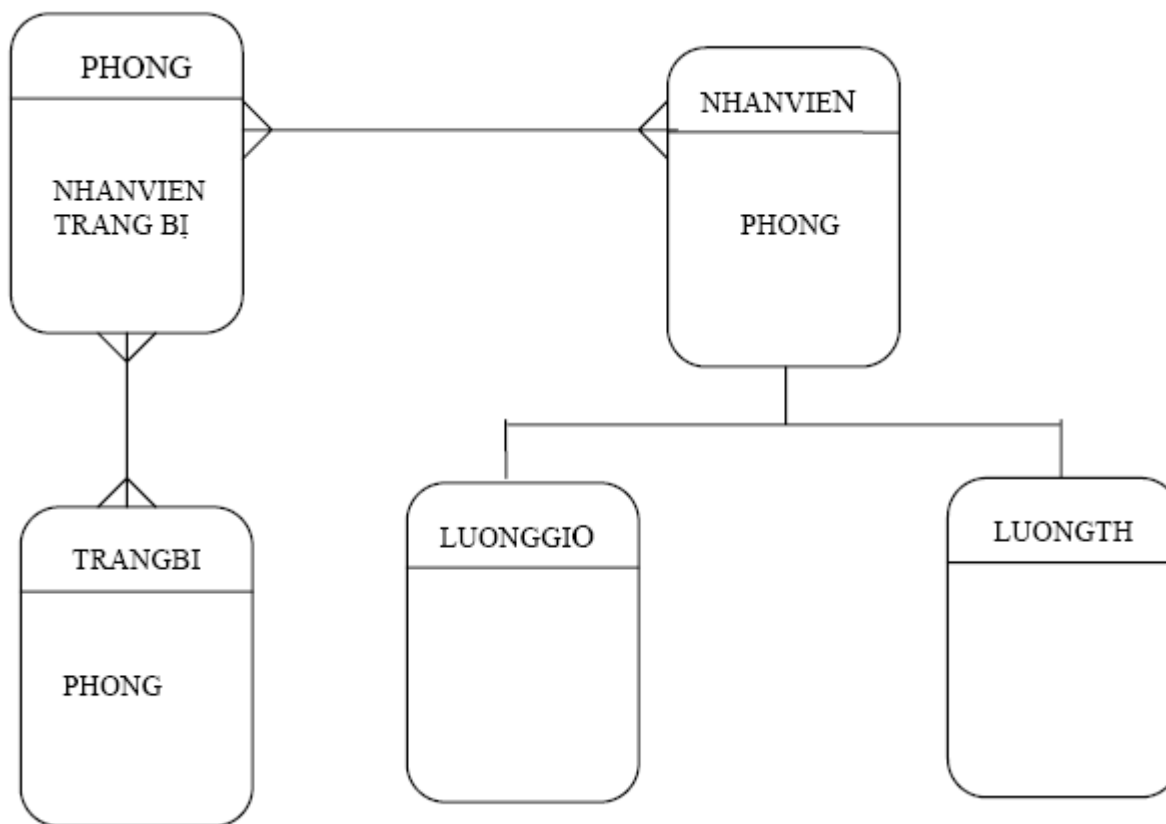 PHONG
NHANVIEN
TRANG BỊ
NHANVIEN
PHONG
TRANGBI
PHONG
LUONGGIO
LUONGTH